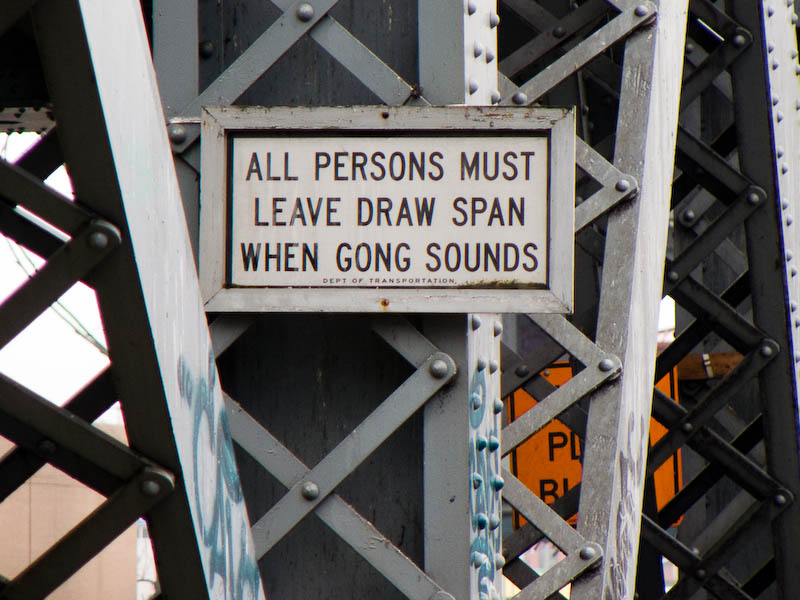 ALL PERSONS MUST
LEAVE DRAW SPAN
WHEN GONG SOUNDS
DEPT OF TRANSPORTATION.